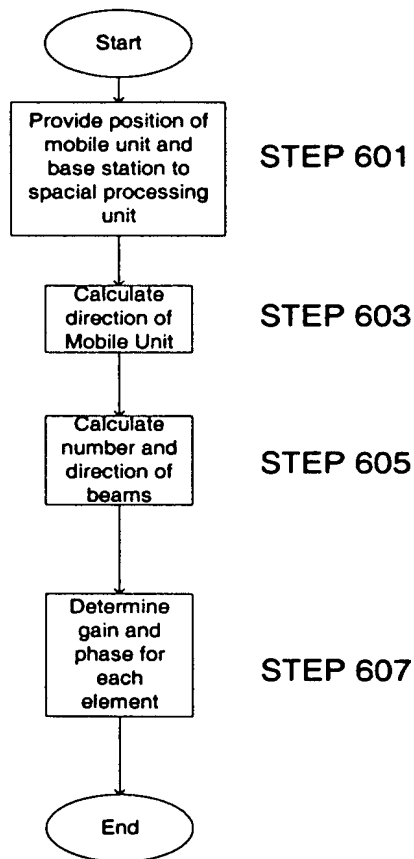 Start
Provide position of
mobile unit and
base station to
spacial processing
unit
STEP 601
Calculate
direction of
Mobile Unit
STEP 603
Calculate
number and
direction of
beams
STEP 605
Determine
gain and
phase for
each
element
STEP 607
End